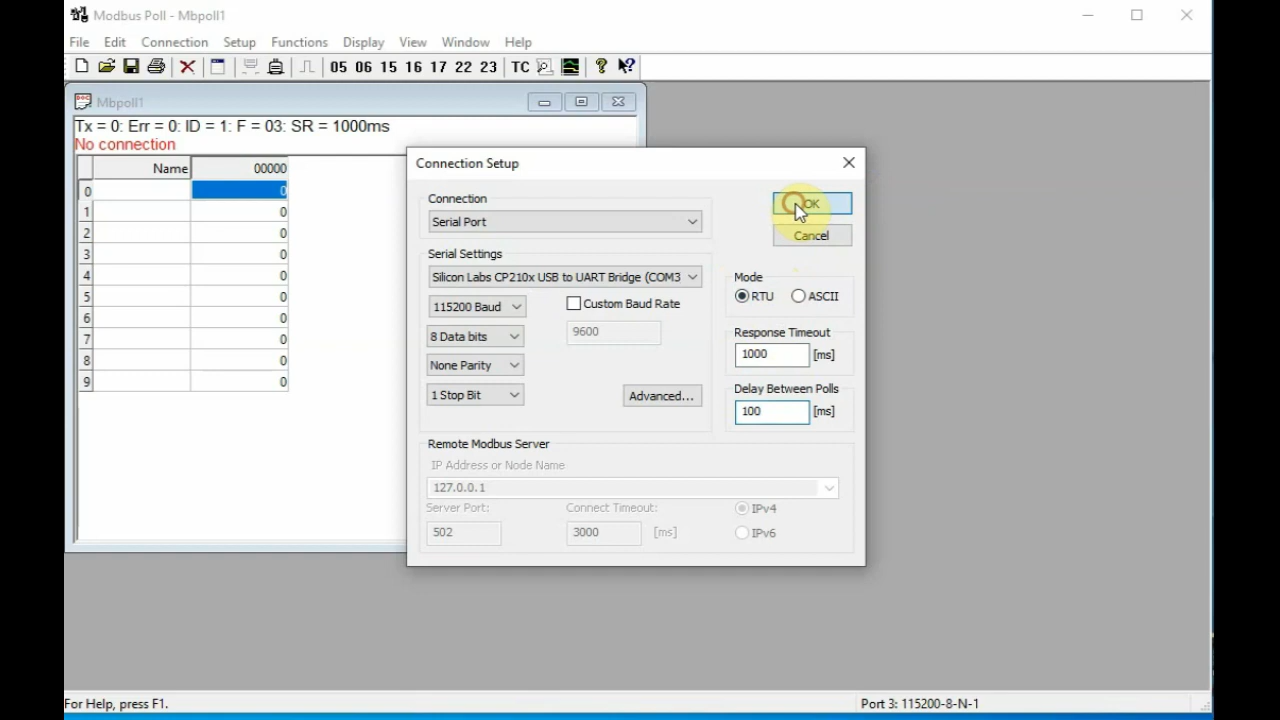 Modbus Poll - Mbpoll1
File Edit Connection Setup Functions Display View Window Help
05 06 15 16 17 22 23 TC
Mbpoll1
Tx = 0: Err = 0: ID = 1: F = 03: SR = 1000ms
No connection
Name 00000
0 0
1 0
2 0
3 0
4 0
5 0
6 0
7 0
8 0
9 0
Connection Setup
Connection
Serial Port
OK
Cancel
Serial Settings
Silicon Labs CP210x USB to UART Bridge (COM3
115200 Baud
Custom Baud Rate
8 Data bits
9600
None Parity
1 Stop Bit
Advanced...
Mode
RTU ASCII
Response Timeout
1000 [ms]
Delay Between Polls
100 [ms]
Remote Modbus Server
IP Address or Node Name
127.0.0.1
Server Port: Connect Timeout:
502 3000 [ms]
IPv4
IPv6
For Help, press F1.
Port 3: 115200-8-N-1